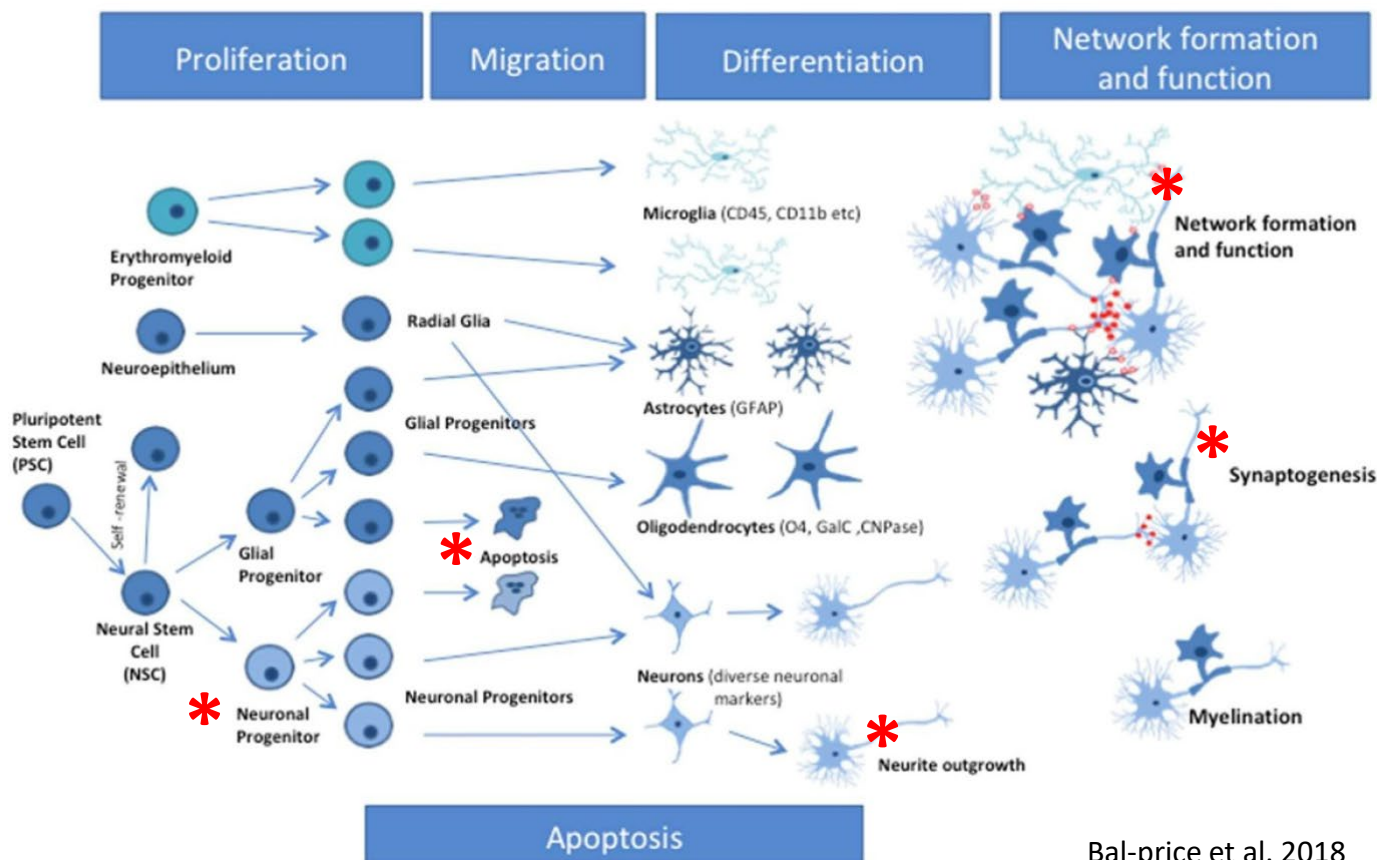 Proliferation
Migration
Differentiation
Network formation
and function
Erythromyeloid
Progenitor
Microglia (CD45, CD11b etc)
Network formation
and function
Radial Glia
Neuroepithelium
Astrocytes (GFAP)
Glial Progenitors
Pluripotent
Stem Cell
(PSC)
Self -renewal
Synaptogenesis
Oligodendrocytes (O4, GalC ,CNPase)
Glial
Progenitor
* Apoptosis
Neural Stem
Cell
(NSC)
Neurons (diverse neuronal
markers)
Neuronal Progenitors
* Neuronal
Progenitor
Myelination
*
Neurite outgrowth
*
*
Apoptosis
Bal-price et al. 2018